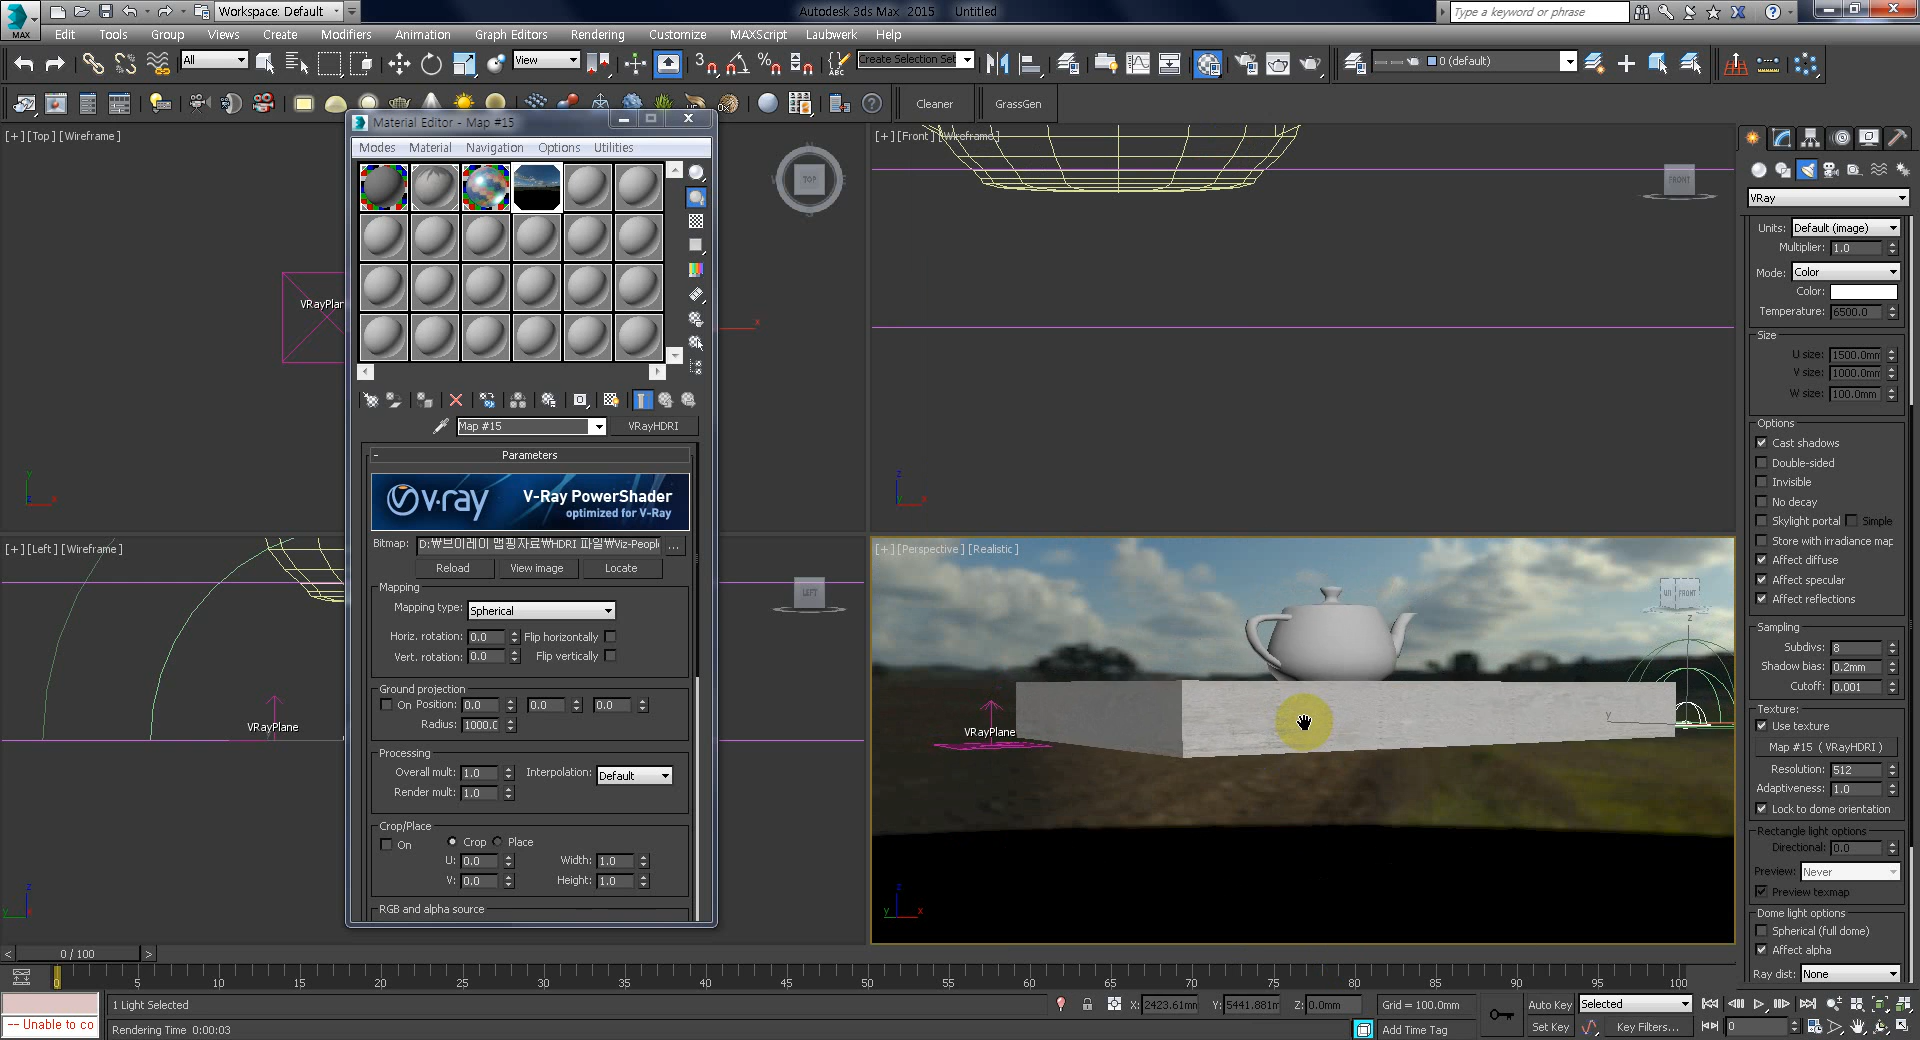 Workspace: Default
Autodesk 3ds Max 2015 Untitled
Type a keyword or phrase
MAX
Edit Tools Group Views Create Modifiers Animation Graph Editors Rendering Customize MAXScript Laubwerk Help
All
View
Create Selection Set
0 (default)
Cleaner
GrassGen
[+][Top][Wireframe]
TOP
VRayPlan
x
y
z
[+][Front][Wireframe]
FRONT
[+][Left][Wireframe]
LEFT
VRayPlane
[+][Perspective][Realistic]
FRONT
VRayPlane
Material Editor - Map #15
Modes Material Navigation Options Utilities
Map #15
VRayHDRI
- Parameters
v·ray
V-Ray PowerShader
optimized for V-Ray
Bitmap: D:₩브이레이 맵핑자료₩HDRI 파일₩Viz-Peopl ...
Reload View image Locate
Mapping
Mapping type: Spherical
Horiz. rotation: 0.0 Flip horizontally
Vert. rotation: 0.0 Flip vertically
Ground projection
On Position: 0.0 0.0 0.0
Radius: 1000.0
Processing
Overall mult: 1.0 Interpolation: Default
Render mult: 1.0
Crop/Place
On Crop Place
U: 0.0 Width: 1.0
V: 0.0 Height: 1.0
RGB and alpha source
VRay
Units: Default (image)
Multiplier: 1.0
Mode: Color
Color:
Temperature: 6500.0
Size
U size: 1500.0mm
V size: 1000.0mm
W size: 100.0mm
Options
Cast shadows
Double-sided
Invisible
No decay
Skylight portal Simple
Store with irradiance map
Affect diffuse
Affect specular
Affect reflections
Sampling
Subdivs: 8
Shadow bias: 0.2mm
Cutoff: 0.001
Texture:
Use texture
Map #15 ( VRayHDRI )
Resolution: 512
Adaptiveness: 1.0
Lock to dome orientation
Rectangle light options
Directional: 0.0
Preview: Never
Preview texmap
Dome light options
Spherical (full dome)
Affect alpha
Ray dist: None
< 0 / 100 >
0 5 10 15 20 25 30 35 40 45 50 55 60 65 70 75 80 85 90 95 100
1 Light Selected
X: 2423.61mm Y: 5441.881m Z: 0.0mm
Grid = 100.0mm
Auto Key Selected
-- Unable to co
Rendering Time 0:00:03
Add Time Tag
Set Key Key Filters...
0